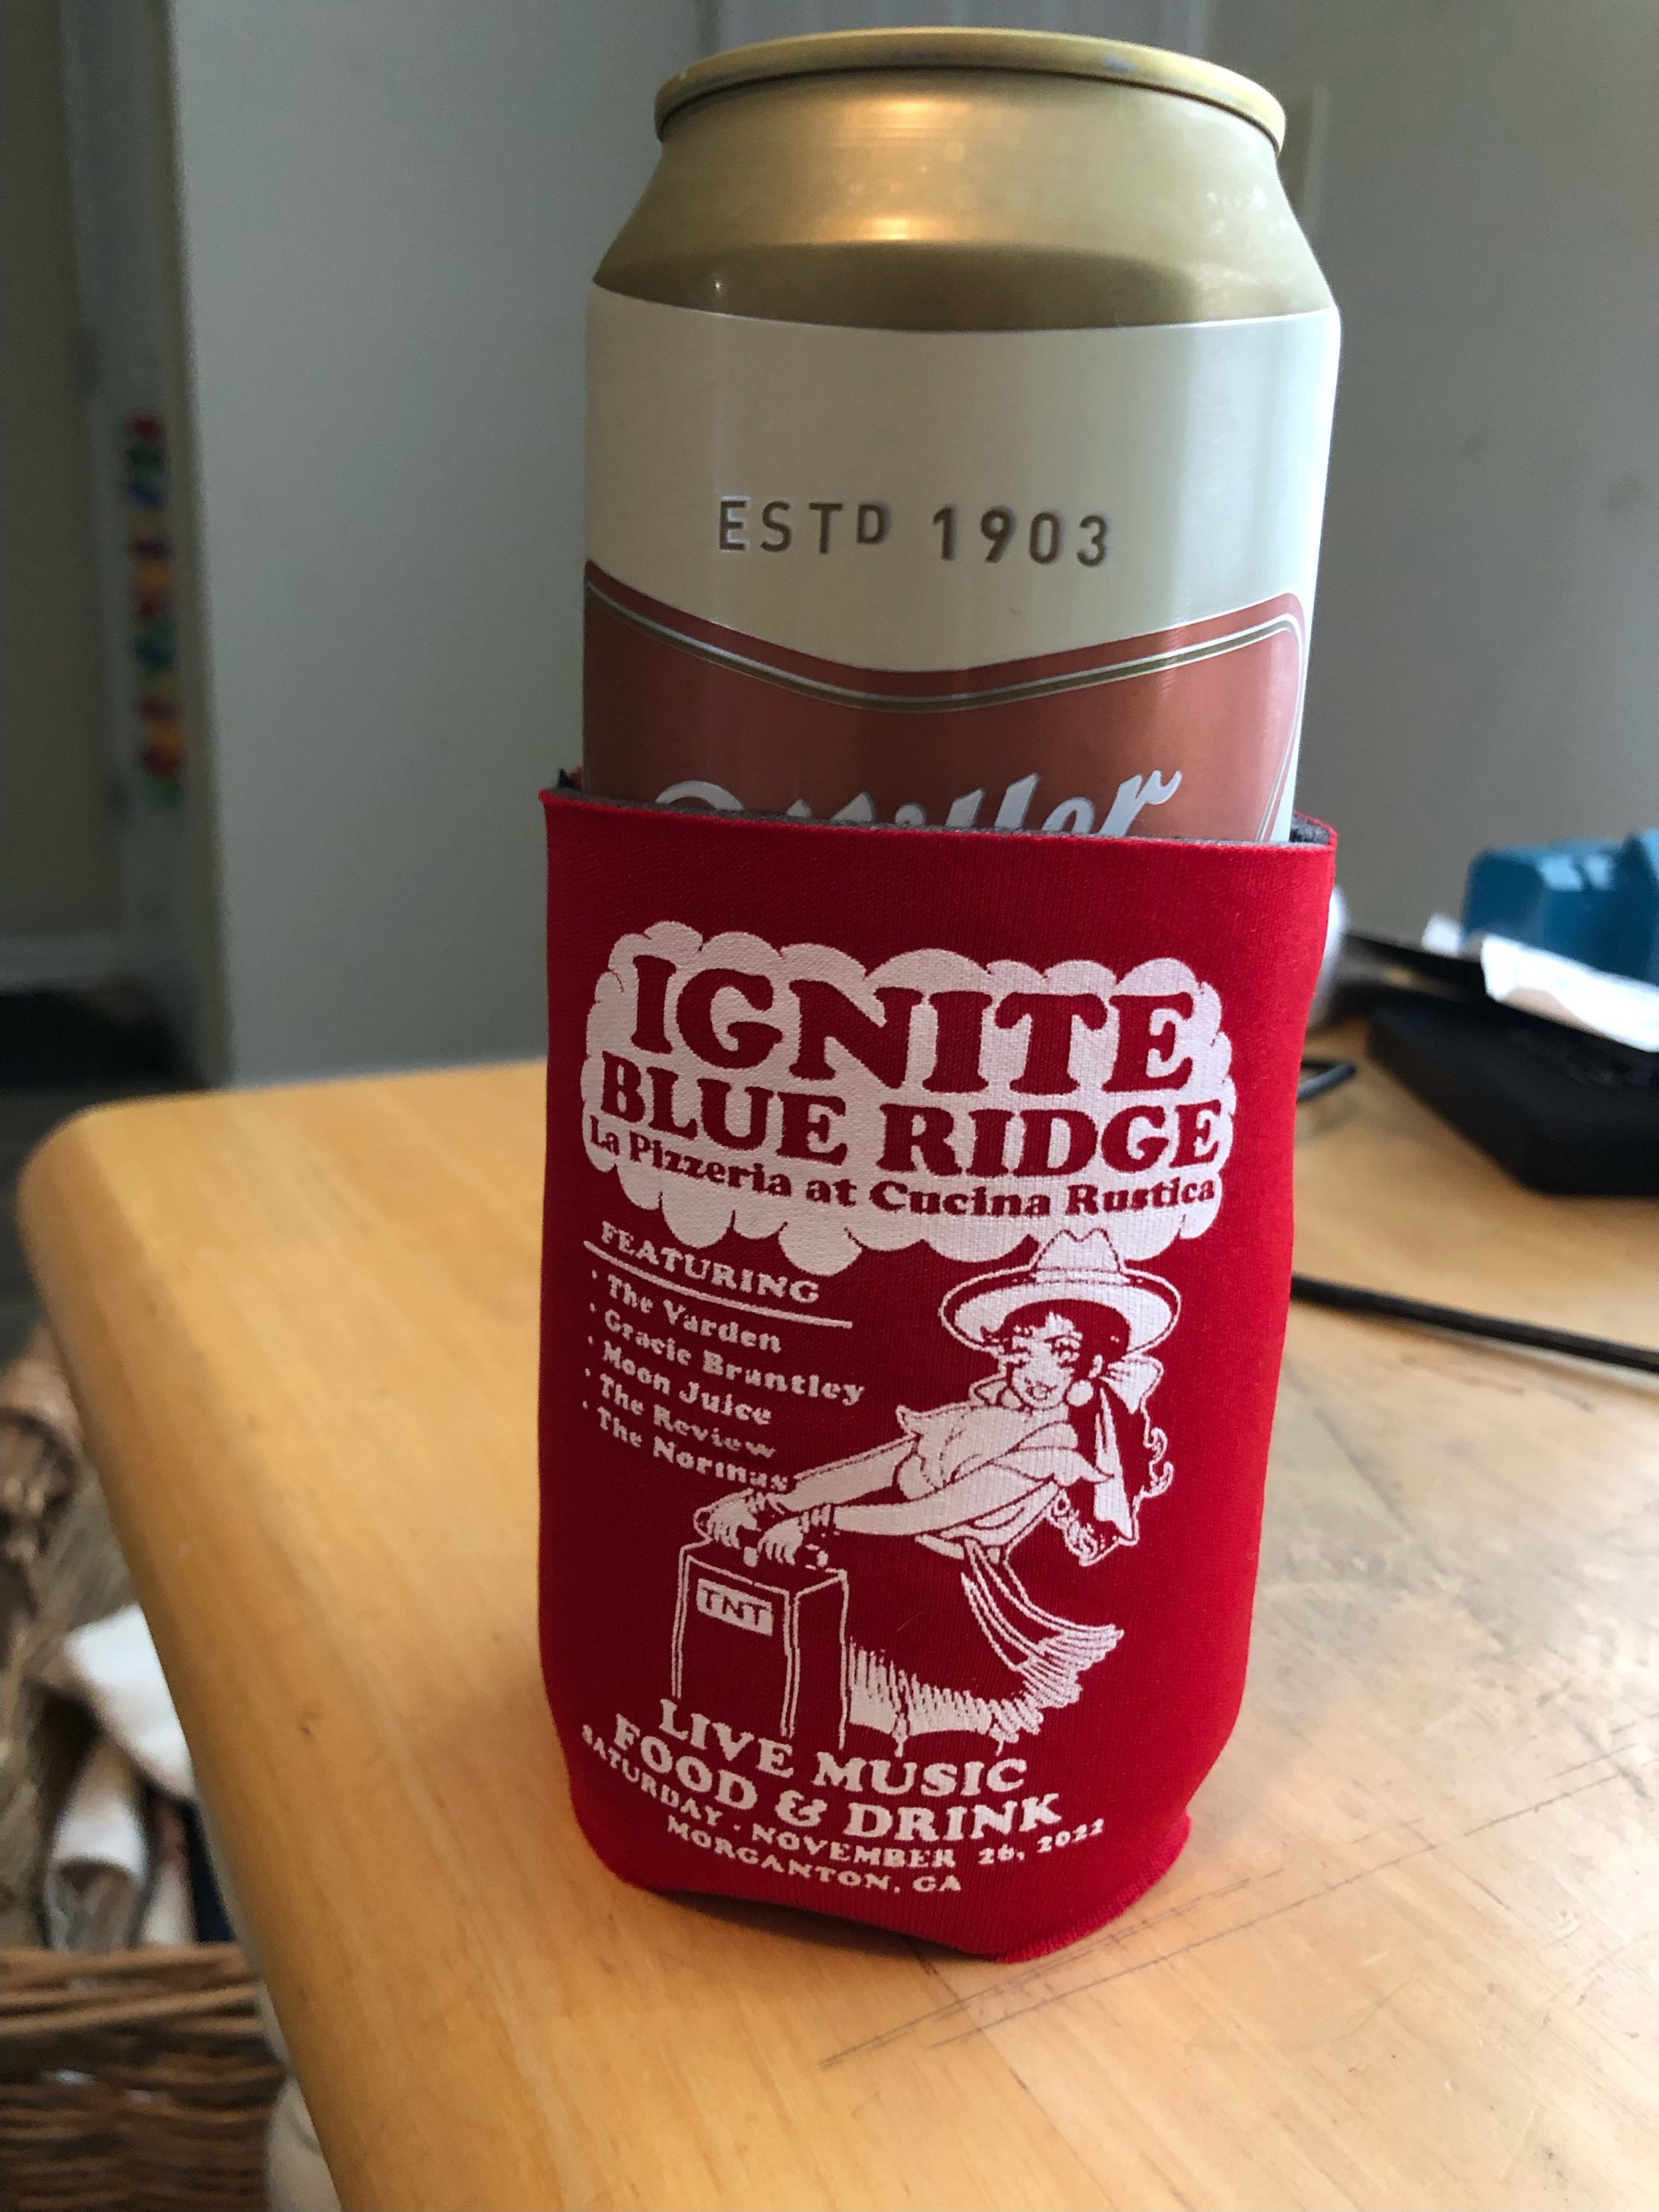 ESTD 1903
Miller
IGNITE
BLUE RIDGE
La Pizzeria at Cucina Rustica
FEATURING
· The Varden
· Gracie Brantley
· Moon Juice
· The Review
· The Normas
TNT
LIVE MUSIC
FOOD & DRINK
SATURDAY · NOVEMBER 26, 2022
MORGANTON, GA